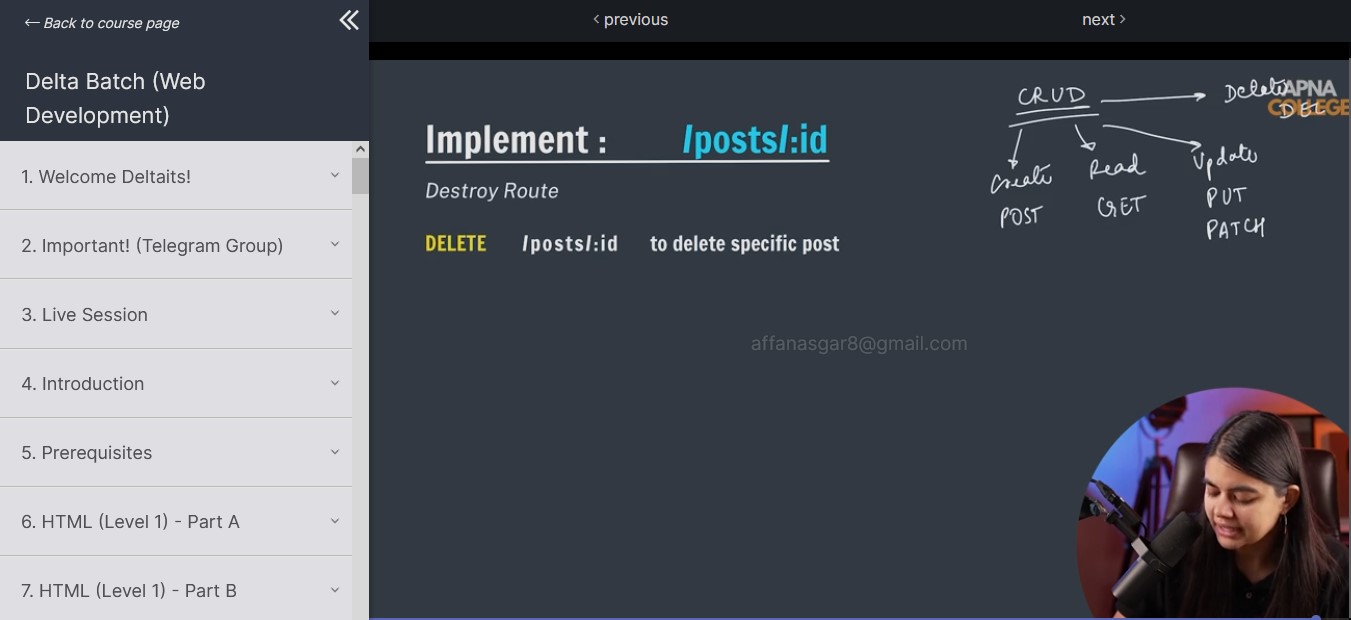 ← Back to course page
Delta Batch (Web
Development)
1. Welcome Deltaits!
2. Important! (Telegram Group)
3. Live Session
4. Introduction
5. Prerequisites
6. HTML (Level 1) - Part A
7. HTML (Level 1) - Part B
< previous
next >
Implement : /posts/:id
Destroy Route
DELETE /posts/:id to delete specific post
CRUD
Delete
DEL
Create
POST
Read
GET
Update
PUT
PATCH
APNA
COLLEGE
affanasgar8@gmail.com